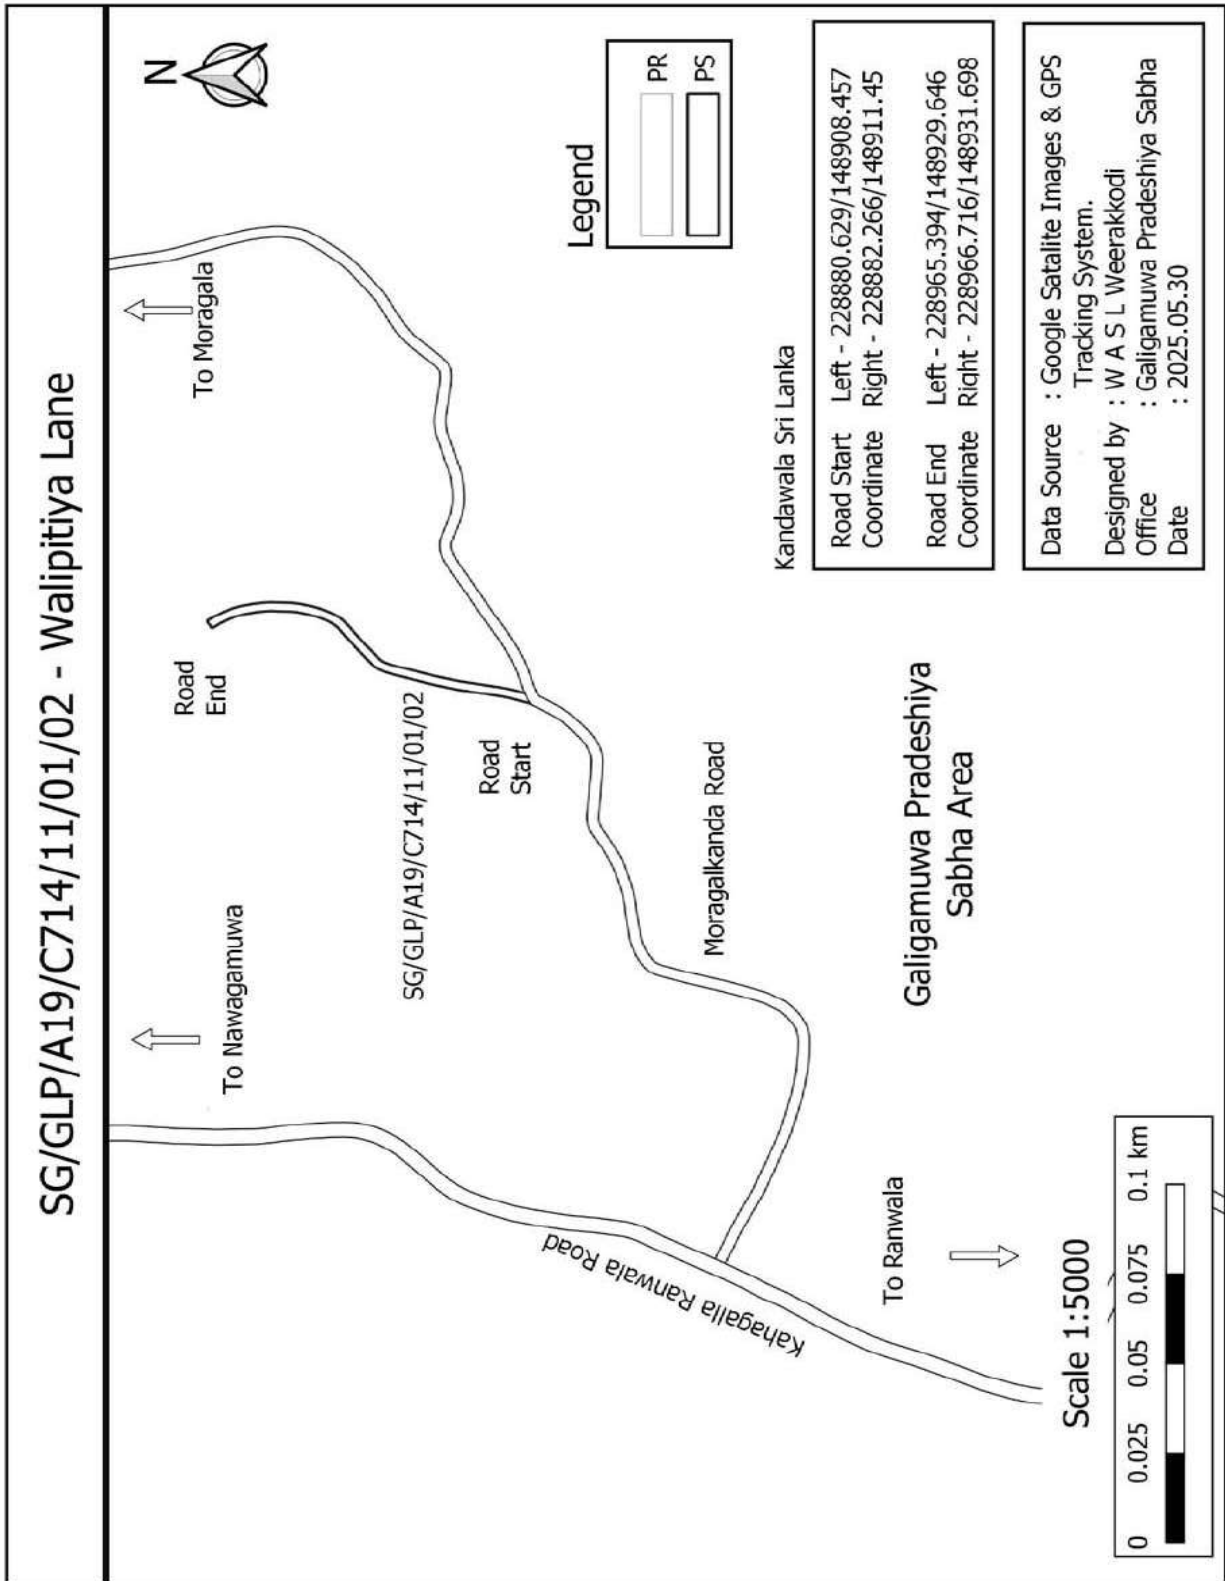 SG/GLP/A19/C714/11/01/02 - Walipitiya Lane
N
To Nawagamuwa
To Moragala
Road
End
SG/GLP/A19/C714/11/01/02
Road
Start
Kahagalla Ranwala Road
Moragalkanda Road
To Ranwala
Galigamuwa Pradeshiya
Sabha Area
Legend
PR
PS
Kandawala Sri Lanka
Road Start Left - 228880.629/148908.457
Coordinate Right - 228882.266/148911.45
Road End Left - 228965.394/148929.646
Coordinate Right - 228966.716/148931.698
Data Source : Google Satalite Images & GPS
Tracking System.
Designed by : W A S L Weerakkodi
Office : Galigamuwa Pradeshiya Sabha
Date : 2025.05.30
Scale 1:5000
0 0.025 0.05 0.075 0.1 km